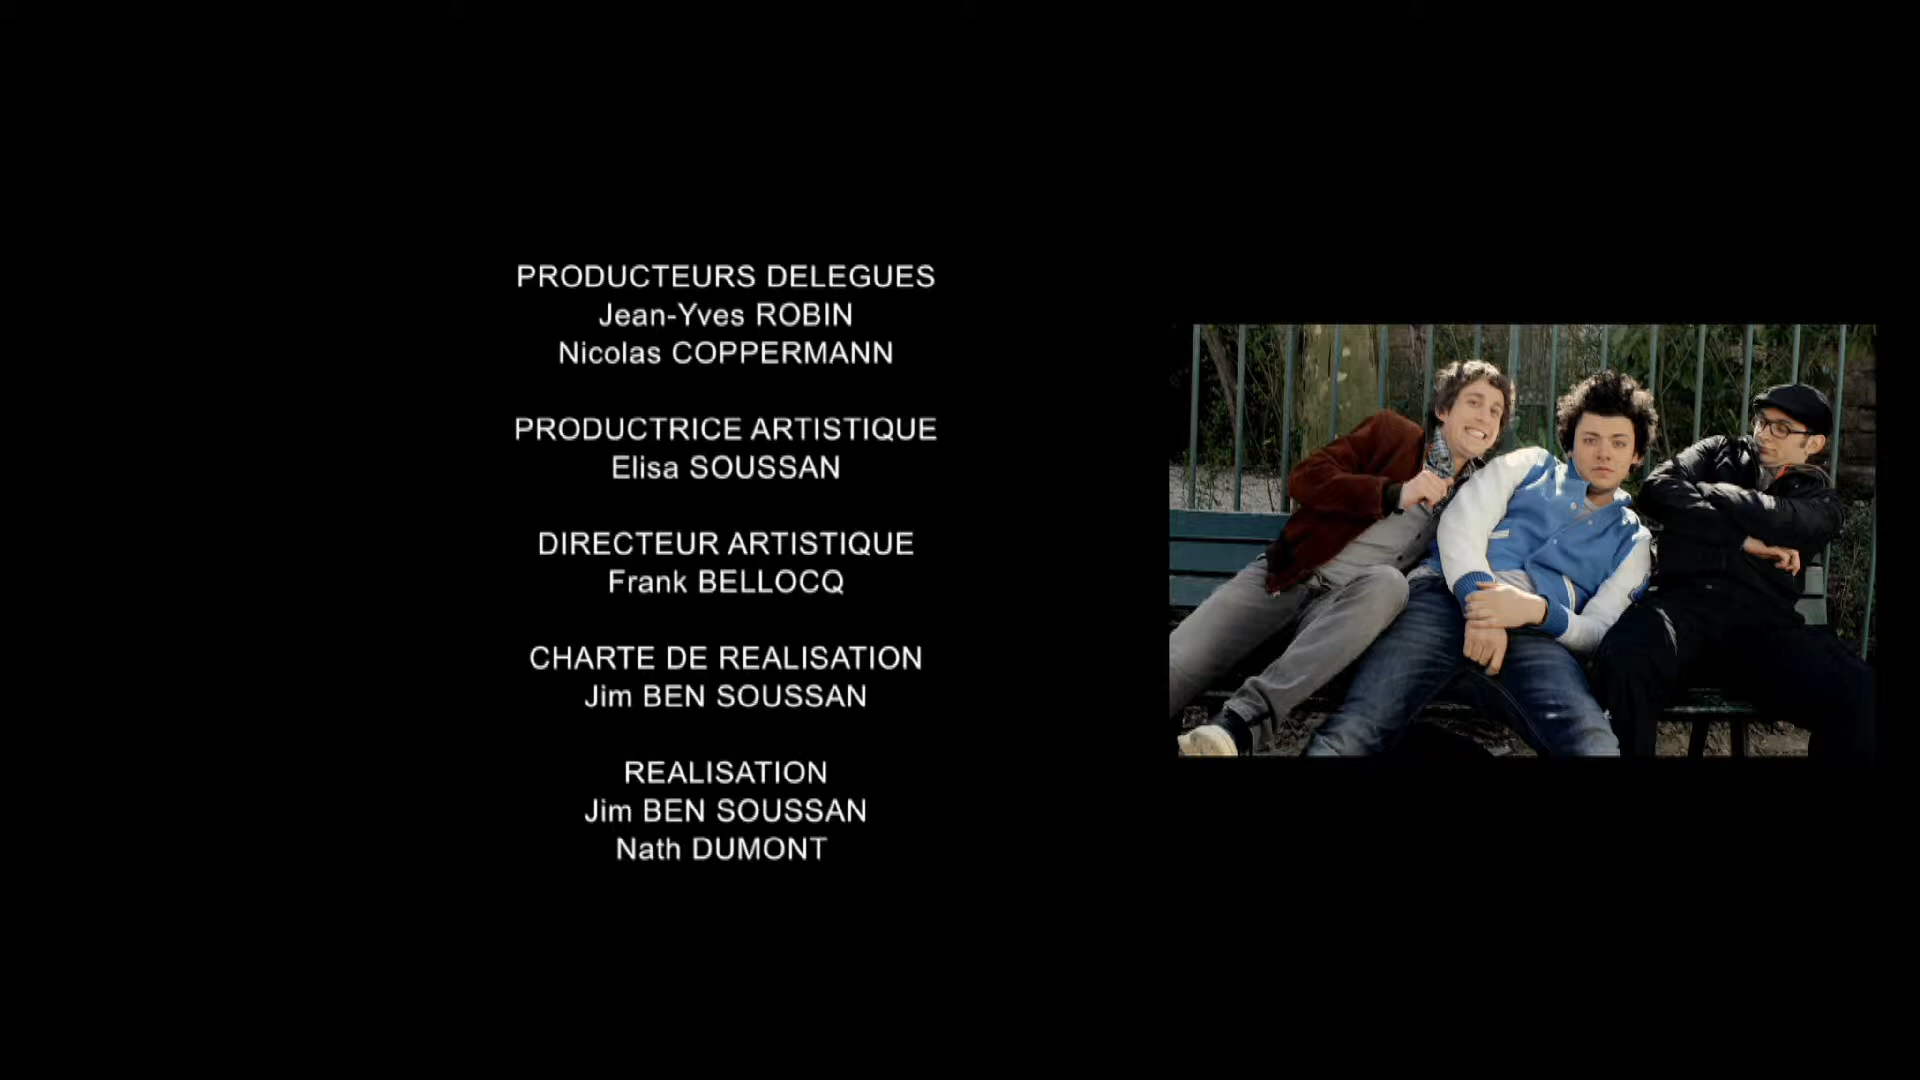 PRODUCTEURS DELEGUES
Jean-Yves ROBIN
Nicolas COPPERMANN
PRODUCTRICE ARTISTIQUE
Elisa SOUSSAN
DIRECTEUR ARTISTIQUE
Frank BELLOCQ
CHARTE DE REALISATION
Jim BEN SOUSSAN
REALISATION
Jim BEN SOUSSAN
Nath DUMONT